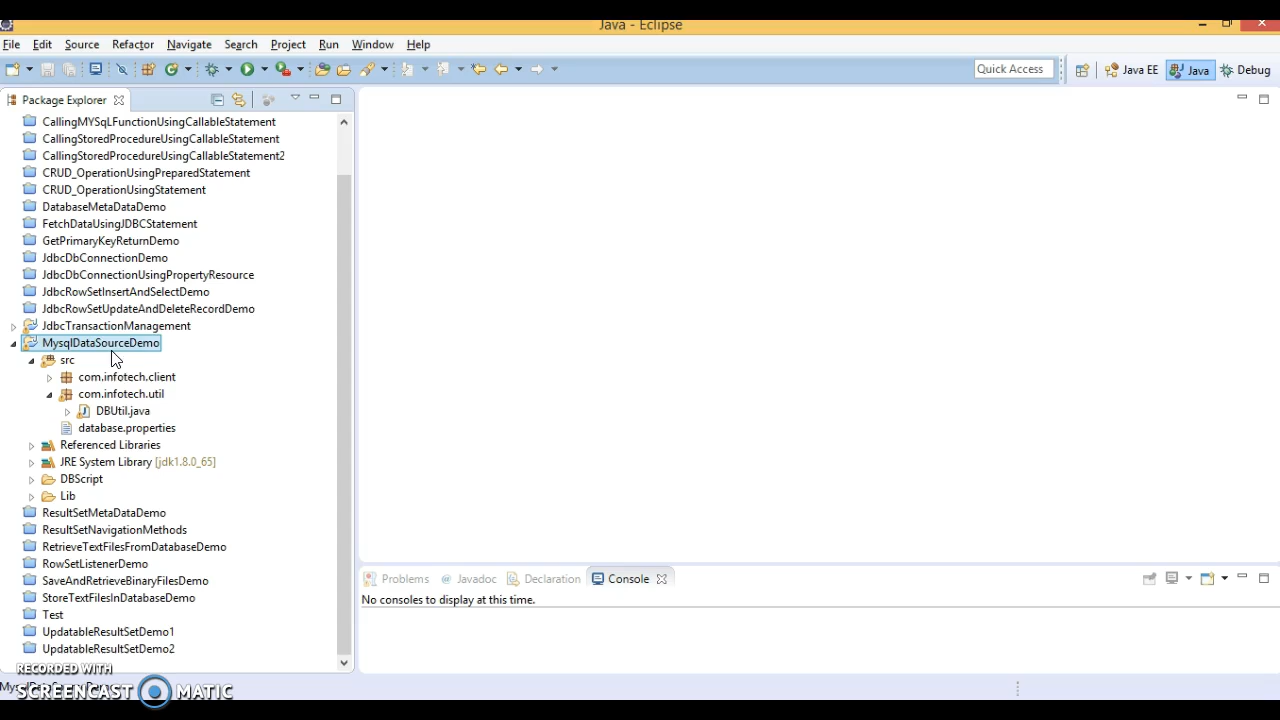 Java - Eclipse
File Edit Source Refactor Navigate Search Project Run Window Help
Quick Access Java EE Java Debug
Package Explorer
CallingMYSqLFunctionUsingCallableStatement
CallingStoredProcedureUsingCallableStatement
CallingStoredProcedureUsingCallableStatement2
CRUD_OperationUsingPreparedStatement
CRUD_OperationUsingStatement
DatabaseMetaDataDemo
FetchDataUsingJDBCStatement
GetPrimaryKeyReturnDemo
JdbcDbConnectionDemo
JdbcDbConnectionUsingPropertyResource
JdbcRowSetInsertAndSelectDemo
JdbcRowSetUpdateAndDeleteRecordDemo
JdbcTransactionManagement
MysqlDataSourceDemo
src
com.infotech.client
com.infotech.util
DBUtil.java
database.properties
Referenced Libraries
JRE System Library [jdk1.8.0_65]
DBScript
Lib
ResultSetMetaDataDemo
ResultSetNavigationMethods
RetrieveTextFilesFromDatabaseDemo
RowSetListenerDemo
SaveAndRetrieveBinaryFilesDemo
StoreTextFilesInDatabaseDemo
Test
UpdatableResultSetDemo1
UpdatableResultSetDemo2
Problems @ Javadoc Declaration Console
No consoles to display at this time.
RECORDED WITH
SCREENCAST MATIC